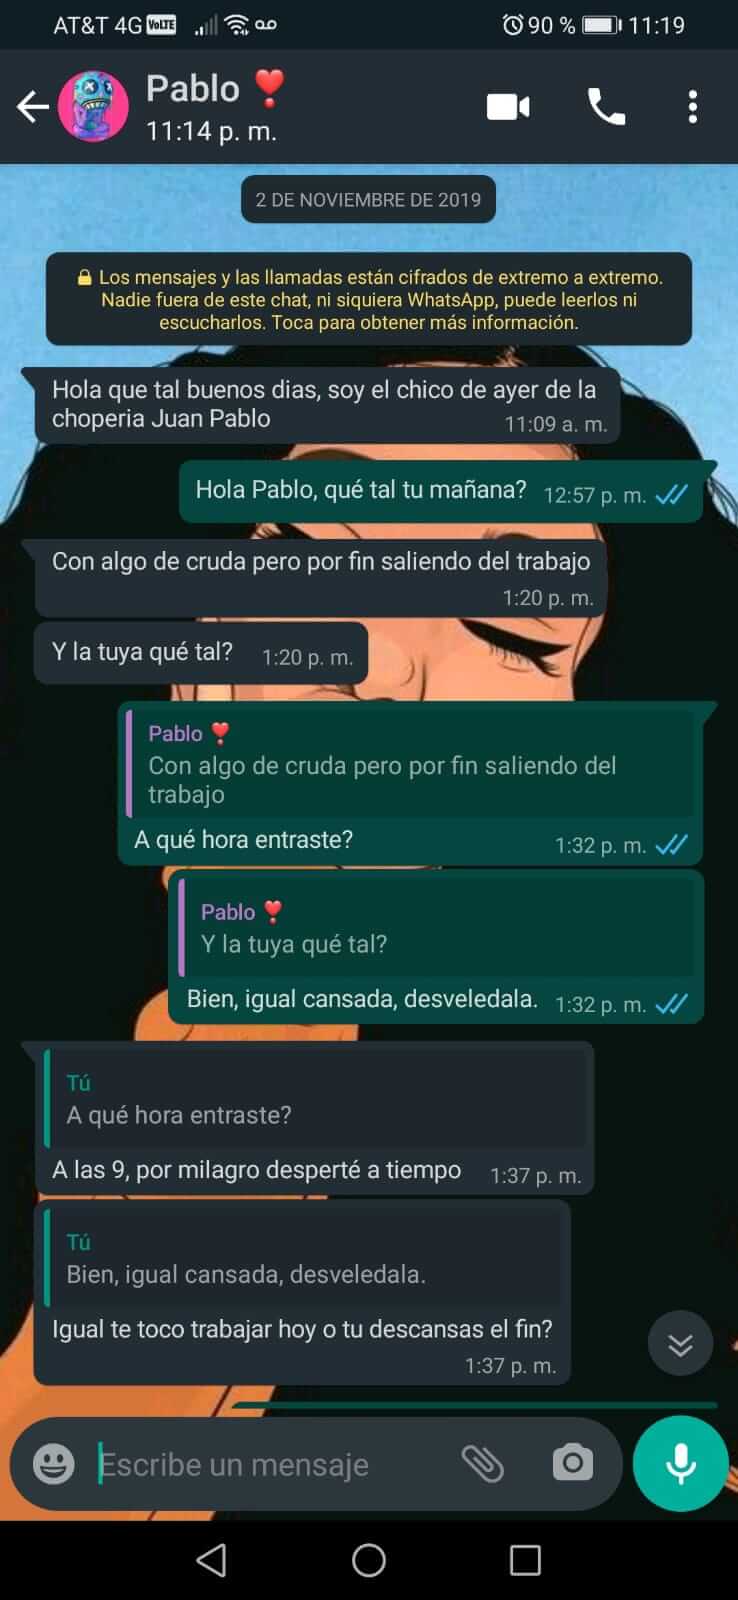 AT&T 4G VoLTE 90 % 11:19
Pablo ❣️
11:14 p. m.
2 DE NOVIEMBRE DE 2019
🔒 Los mensajes y las llamadas están cifrados de extremo a extremo.
Nadie fuera de este chat, ni siquiera WhatsApp, puede leerlos ni
escucharlos. Toca para obtener más información.
Hola que tal buenos dias, soy el chico de ayer de la
choperia Juan Pablo 11:09 a. m.
Hola Pablo, qué tal tu mañana? 12:57 p. m.
Con algo de cruda pero por fin saliendo del trabajo
1:20 p. m.
Y la tuya qué tal? 1:20 p. m.
Pablo ❣️
Con algo de cruda pero por fin saliendo del
trabajo
A qué hora entraste? 1:32 p. m.
Pablo ❣️
Y la tuya qué tal?
Bien, igual cansada, desveledala. 1:32 p. m.
Tú
A qué hora entraste?
A las 9, por milagro desperté a tiempo 1:37 p. m.
Tú
Bien, igual cansada, desveledala.
Igual te toco trabajar hoy o tu descansas el fin?
1:37 p. m.
Escribe un mensaje